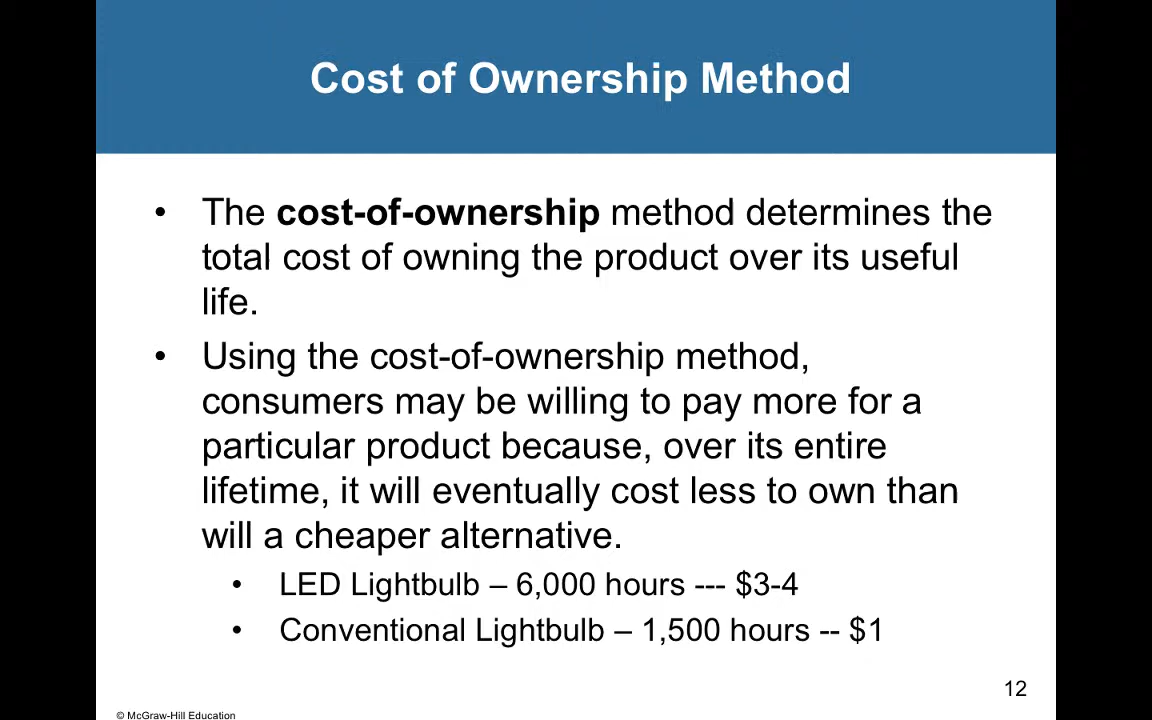 Cost of Ownership Method
• The cost-of-ownership method determines the
total cost of owning the product over its useful
life.
• Using the cost-of-ownership method,
consumers may be willing to pay more for a
particular product because, over its entire
lifetime, it will eventually cost less to own than
will a cheaper alternative.
• LED Lightbulb – 6,000 hours --- $3-4
• Conventional Lightbulb – 1,500 hours -- $1
12
© McGraw-Hill Education